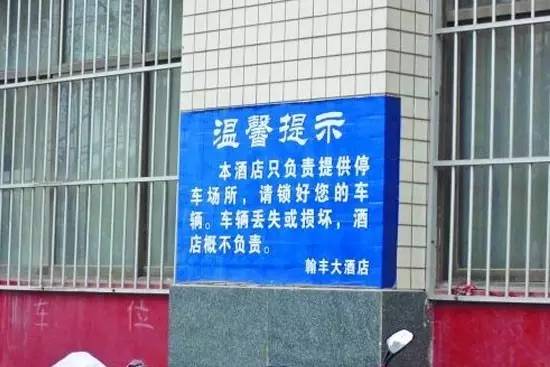 温馨提示
本酒店只负责提供停
车场所，请锁好您的车
辆。车辆丢失或损坏，酒
店概不负责。
翰丰大酒店
车位